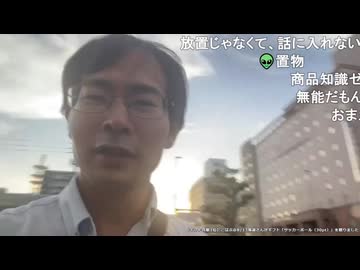 放置じゃなくて、話に入れない
👽置物
商品知識ゼ
無能だもん
おま